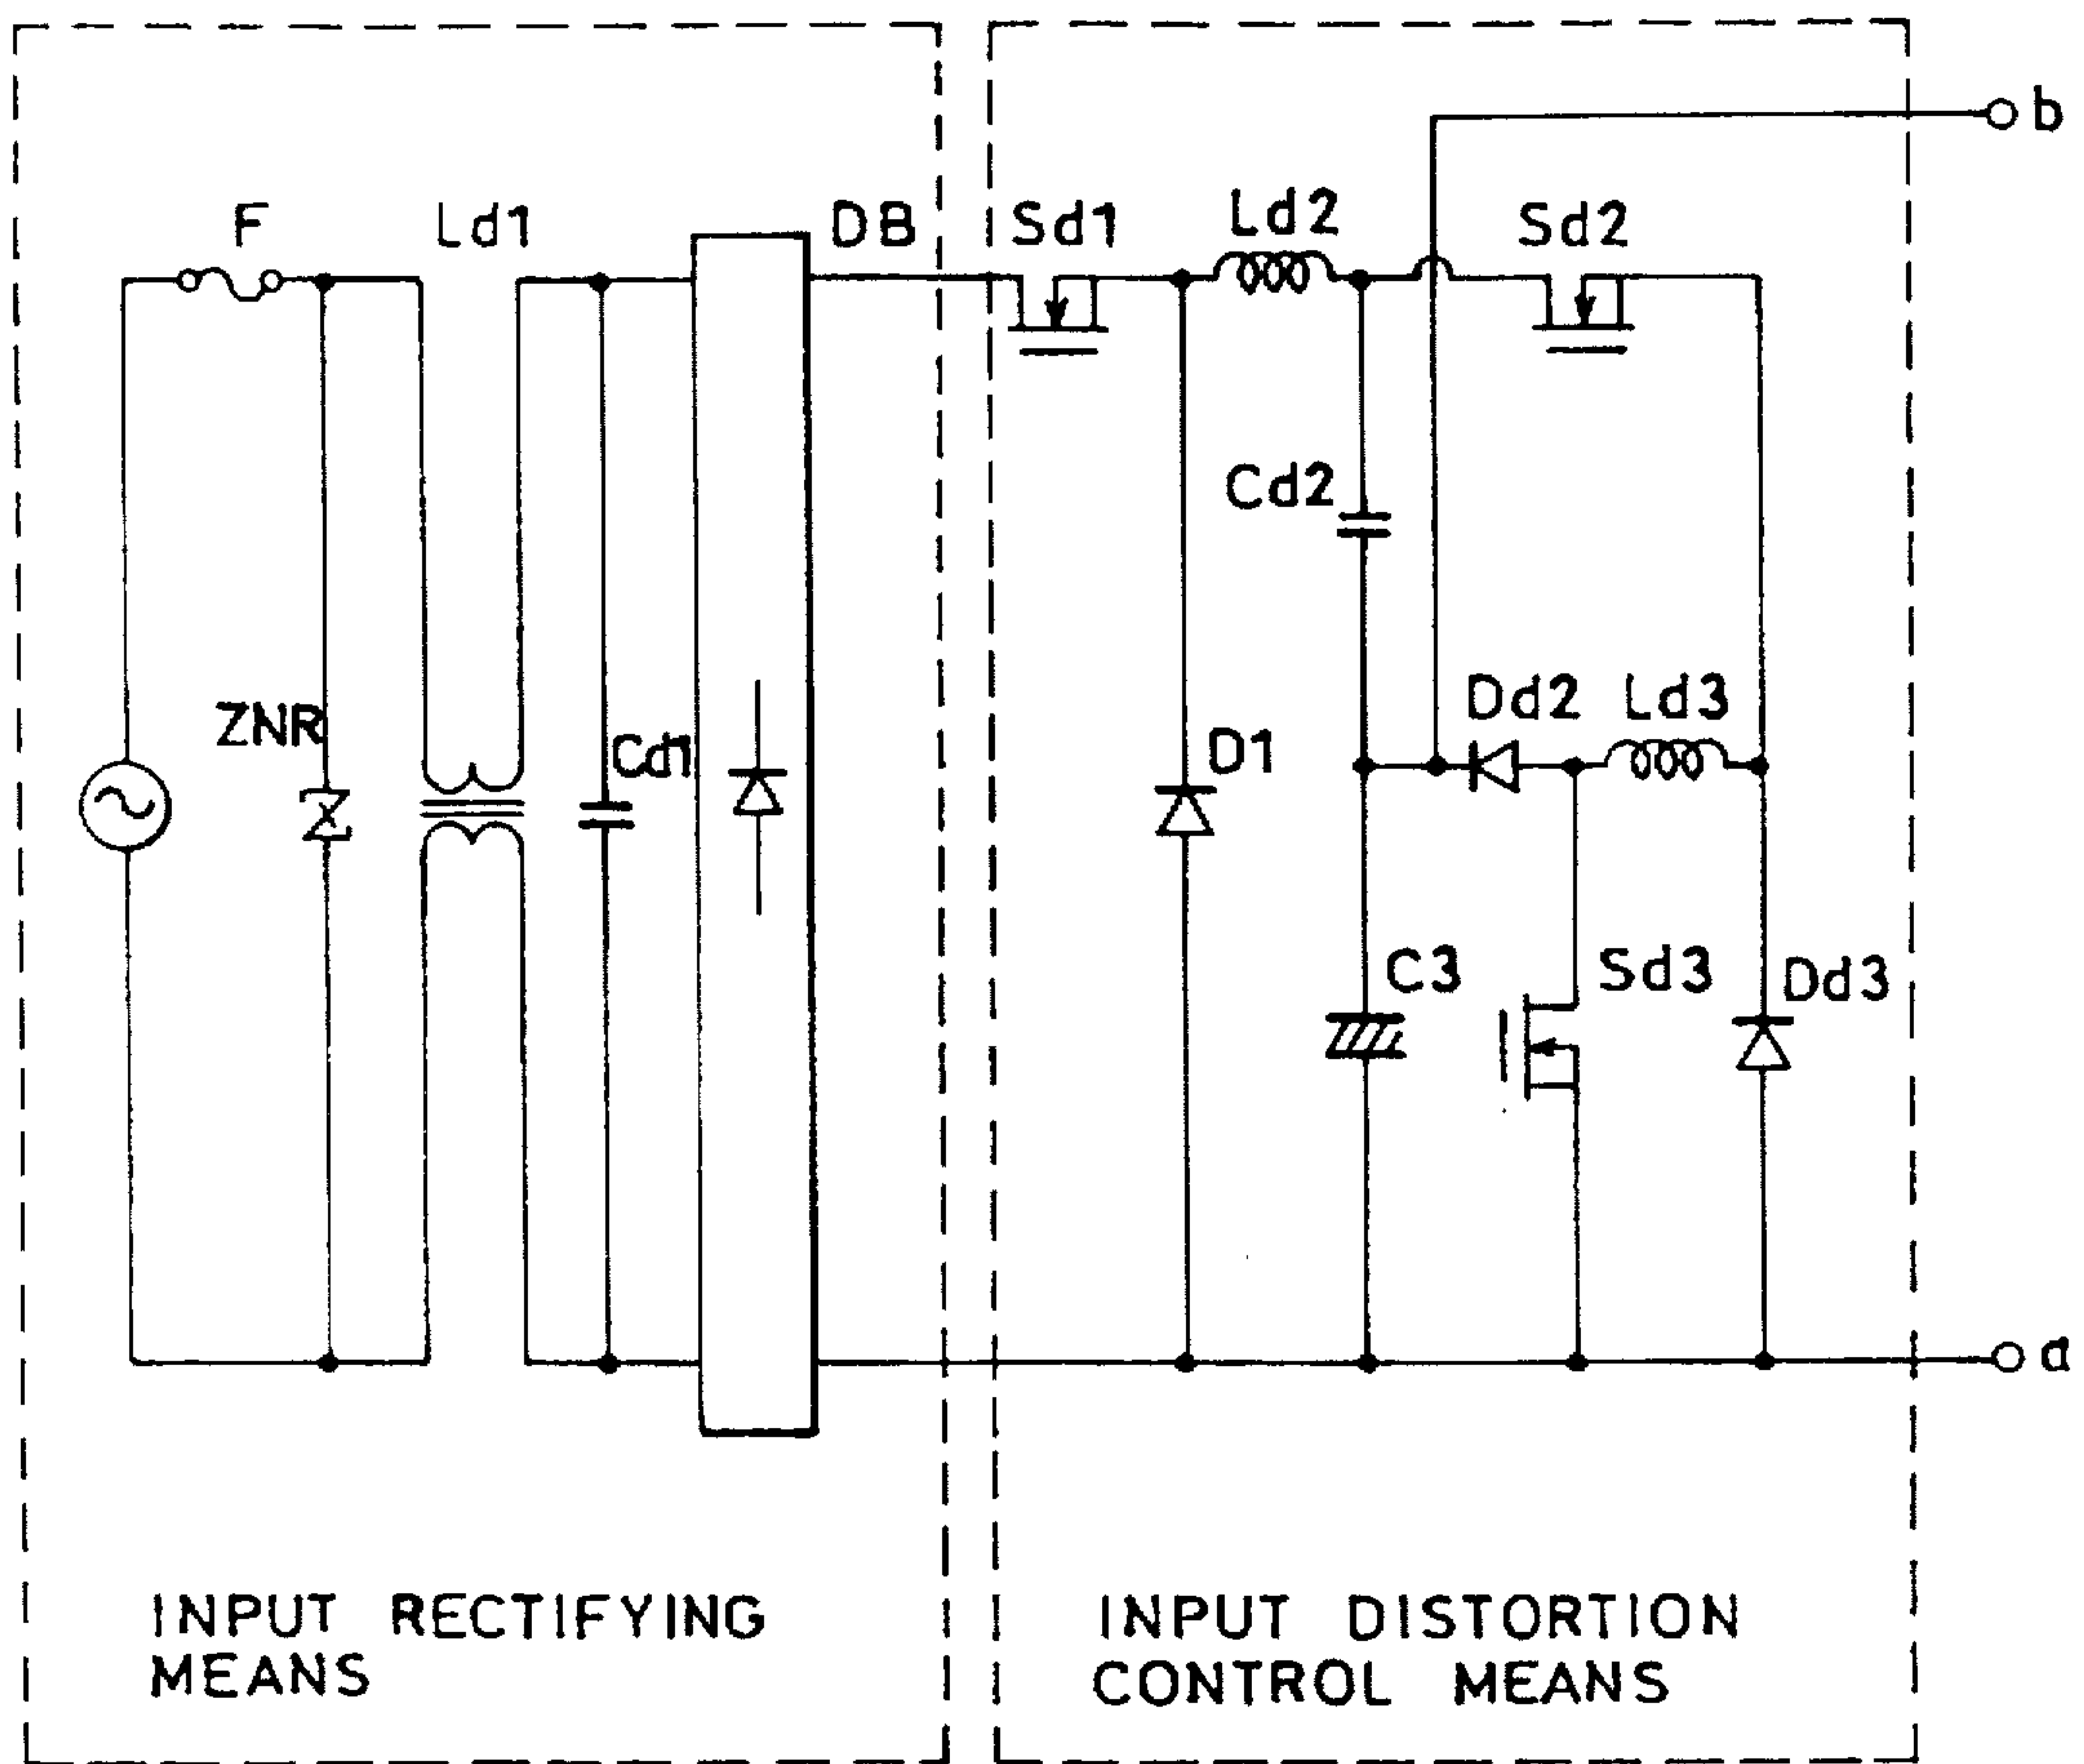 b
F
Ld1
DB
Sd1
Ld2
Sd2
Cd2
ZNR
Cd1
D1
Dd2
Ld3
C3
Sd3
Dd3
a
INPUT RECTIFYING
MEANS
INPUT DISTORTION
CONTROL MEANS